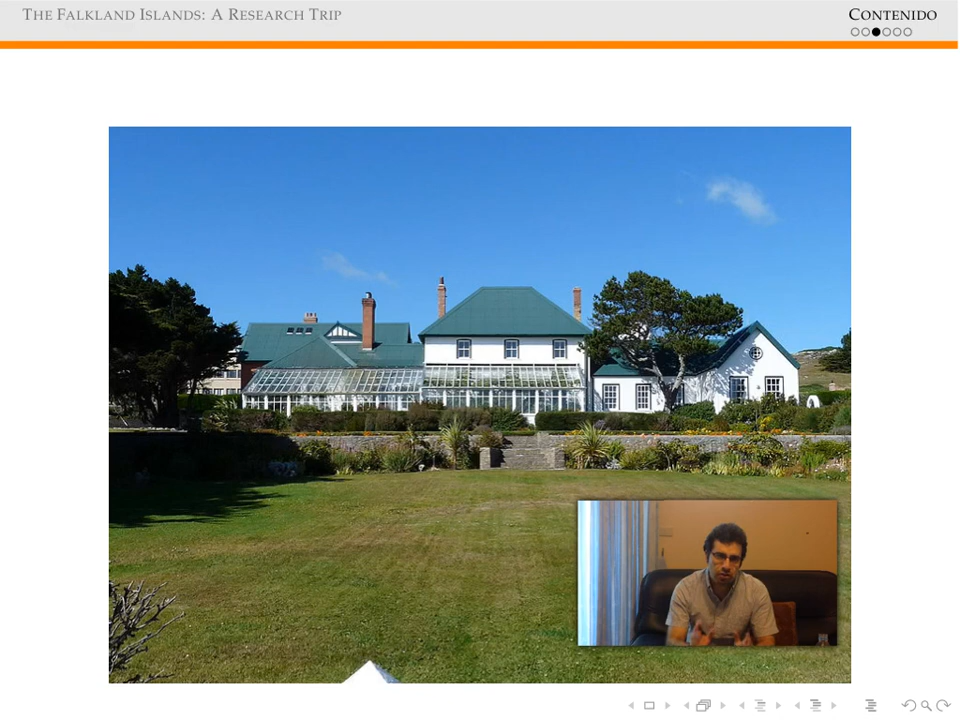 THE FALKLAND ISLANDS: A RESEARCH TRIP
CONTENIDO